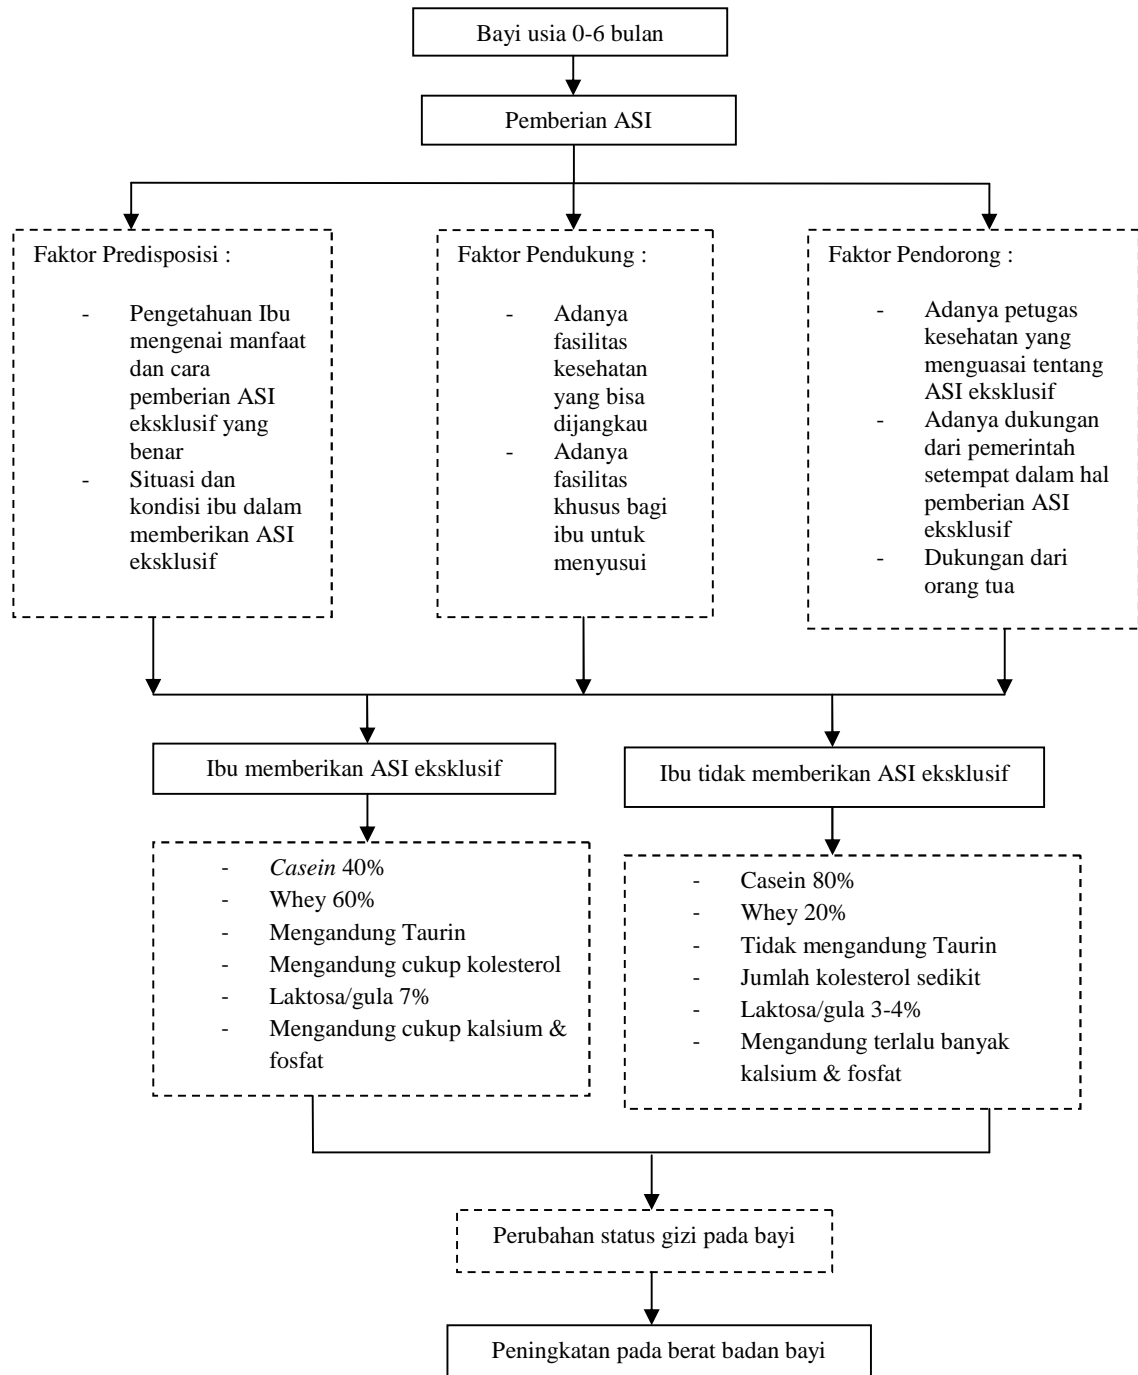 Bayi usia 0-6 bulan
Pemberian ASI
Faktor Predisposisi :
- Pengetahuan Ibu
mengenai manfaat
dan cara
pemberian ASI
eksklusif yang
benar
- Situasi dan
kondisi ibu dalam
memberikan ASI
eksklusif
Faktor Pendukung :
- Adanya
fasilitas
kesehatan
yang bisa
dijangkau
- Adanya
fasilitas
khusus bagi
ibu untuk
menyusui
Faktor Pendorong :
- Adanya petugas
kesehatan yang
menguasai tentang
ASI eksklusif
- Adanya dukungan
dari pemerintah
setempat dalam hal
pemberian ASI
eksklusif
- Dukungan dari
orang tua
Ibu memberikan ASI eksklusif
Ibu tidak memberikan ASI eksklusif
- Casein 40%
- Whey 60%
- Mengandung Taurin
- Mengandung cukup kolesterol
- Laktosa/gula 7%
- Mengandung cukup kalsium &
fosfat
- Casein 80%
- Whey 20%
- Tidak mengandung Taurin
- Jumlah kolesterol sedikit
- Laktosa/gula 3-4%
- Mengandung terlalu banyak
kalsium & fosfat
Perubahan status gizi pada bayi
Peningkatan pada berat badan bayi